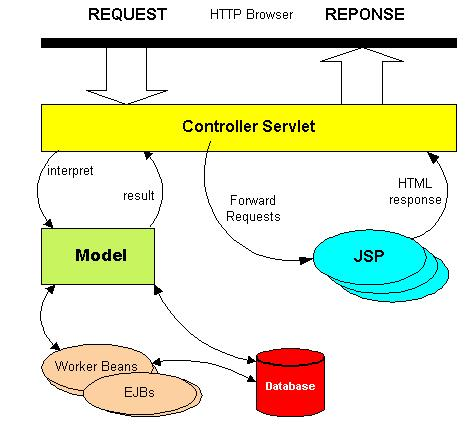 REQUEST HTTP Browser REPONSE
Controller Servlet
interpret
result
Forward
Requests
HTML
response
Model
JSP
Worker Beans
EJBs
Database